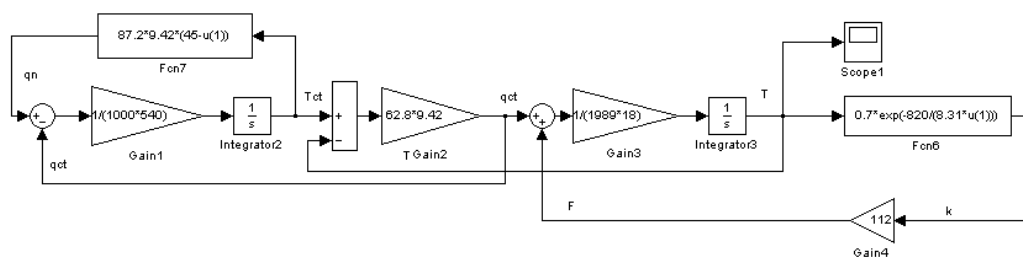 87.2*9.42*(45-u(1))
Fcn7
qn
1/(1000*540)
Gain1
qct
1
s
Integrator2
Tct
62.8*9.42
T Gain2
qct
1/(1989*18)
Gain3
1
s
Integrator3
T
Scope1
0.7*exp(-820/(8.31*u(1)))
Fcn6
F
112
Gain4
k